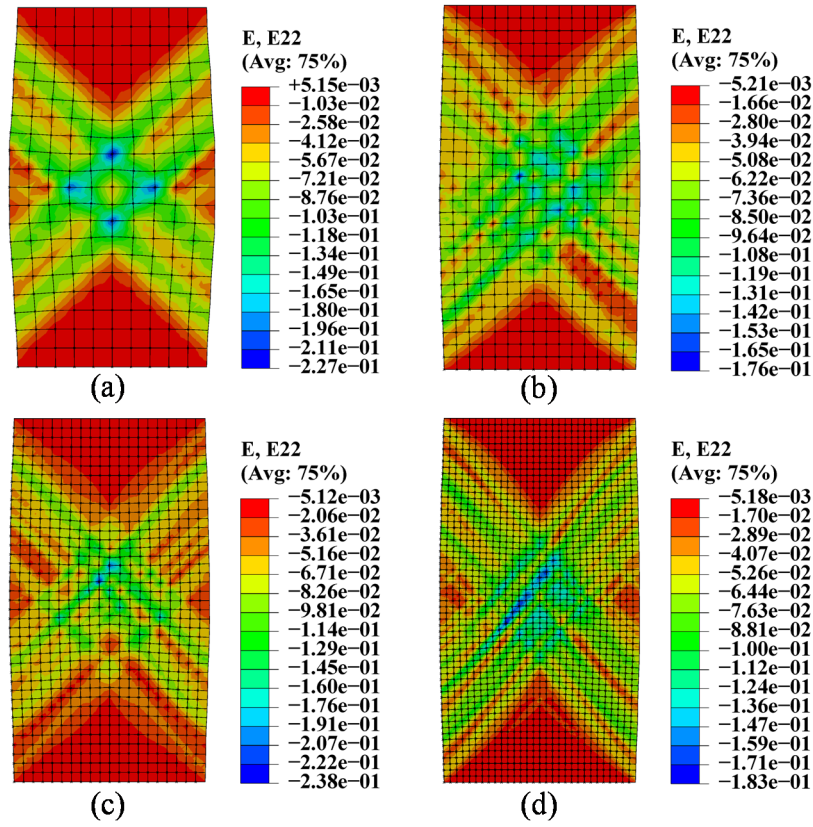 E, E22
(Avg: 75%)
+5.15e−03
−1.03e−02
−2.58e−02
−4.12e−02
−5.67e−02
−7.21e−02
−8.76e−02
−1.03e−01
−1.18e−01
−1.34e−01
−1.49e−01
−1.65e−01
−1.80e−01
−1.96e−01
−2.11e−01
−2.27e−01
(a)
E, E22
(Avg: 75%)
−5.21e−03
−1.66e−02
−2.80e−02
−3.94e−02
−5.08e−02
−6.22e−02
−7.36e−02
−8.50e−02
−9.64e−02
−1.08e−01
−1.19e−01
−1.31e−01
−1.42e−01
−1.53e−01
−1.65e−01
−1.76e−01
(b)
E, E22
(Avg: 75%)
−5.12e−03
−2.06e−02
−3.61e−02
−5.16e−02
−6.71e−02
−8.26e−02
−9.81e−02
−1.14e−01
−1.29e−01
−1.45e−01
−1.60e−01
−1.76e−01
−1.91e−01
−2.07e−01
−2.22e−01
−2.38e−01
(c)
E, E22
(Avg: 75%)
−5.18e−03
−1.70e−02
−2.89e−02
−4.07e−02
−5.26e−02
−6.44e−02
−7.63e−02
−8.81e−02
−1.00e−01
−1.12e−01
−1.24e−01
−1.36e−01
−1.47e−01
−1.59e−01
−1.71e−01
−1.83e−01
(d)